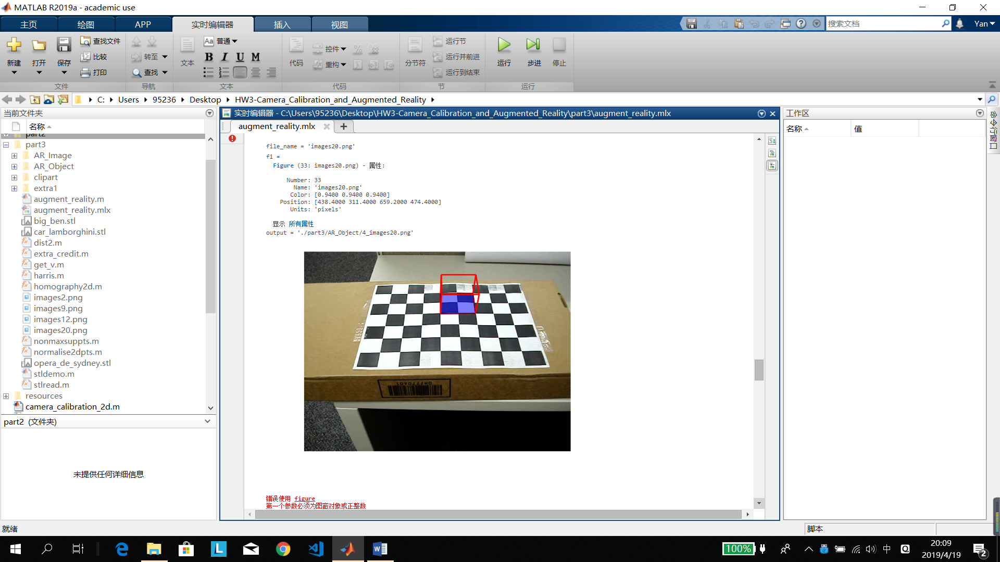 MATLAB R2019a - academic use
主页
绘图
APP
实时编辑器
插入
视图
搜索文档
Yan
新建
打开
保存
查找文件
比较
打印
转至
查找
文本
Aa 普通
B I U M
代码
控件
重构
分节符
运行节
运行并前进
运行到结束
运行
步进
停止
文件
导航
文本
代码
节
运行
C: Users 95236 Desktop HW3-Camera_Calibration_and_Augmented_Reality
当前文件夹
名称
part2
part3
AR_Image
AR_Object
clipart
extra1
augment_reality.m
augment_reality.mlx
big_ben.stl
car_lamborghini.stl
dist2.m
extra_credit.m
get_v.m
harris.m
homography2d.m
images2.png
images9.png
images12.png
images20.png
nonmaxsuppts.m
normalise2dpts.m
opera_de_sydney.stl
stldemo.m
stlread.m
resources
camera_calibration_2d.m
part2 (文件夹)
未提供任何详细信息
实时编辑器 - C:\Users\95236\Desktop\HW3-Camera_Calibration_and_Augmented_Reality\part3\augment_reality.mlx
augment_reality.mlx
file_name = 'images20.png'
f1 =
Figure (33: images20.png) - 属性:
Number: 33
Name: 'images20.png'
Color: [0.9400 0.9400 0.9400]
Position: [438.4000 311.4000 659.2000 474.4000]
Units: 'pixels'
显示 所有属性
output = './part3/AR_Object/4_images20.png'
错误使用 figure
第一个参数必须为图窗对象或正整数
工作区
名称
值
命令行窗口
就绪
脚本
100%
中
20:09
2019/4/19
2